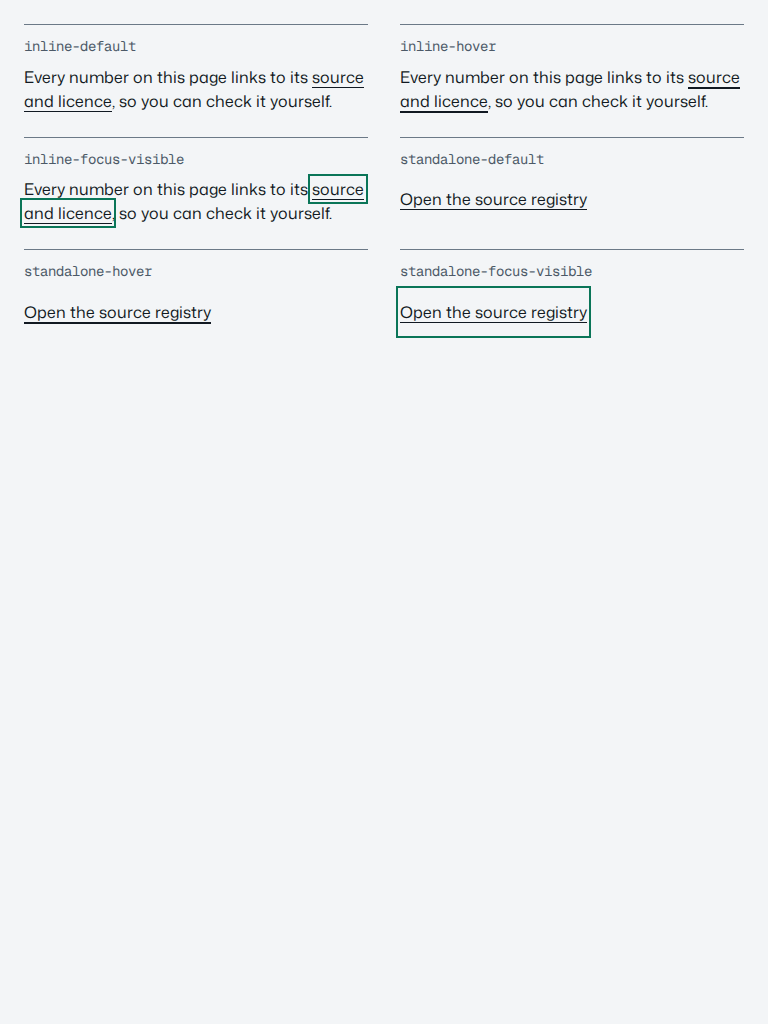 inline-default
Every number on this page links to its source
and licence, so you can check it yourself.
inline-hover
Every number on this page links to its source
and licence, so you can check it yourself.
inline-focus-visible
Every number on this page links to its source
and licence, so you can check it yourself.
standalone-default
Open the source registry
standalone-hover
Open the source registry
standalone-focus-visible
Open the source registry